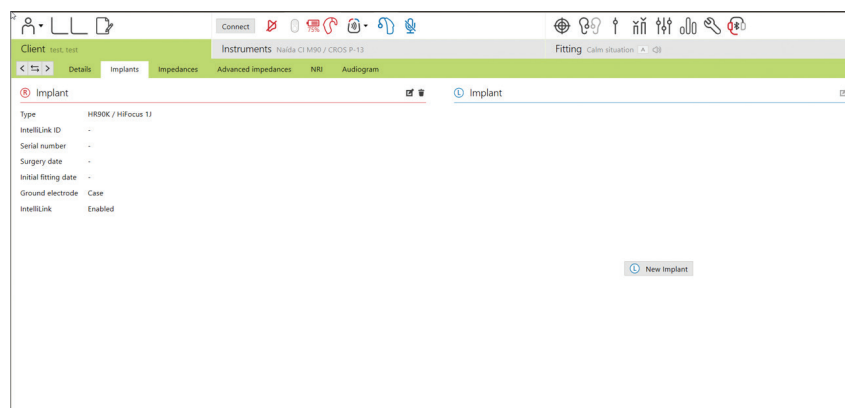 Connect
75%
Client test, test
Instruments Naída CI M90 / CROS P-13
Fitting Calm situation A
Details Implants Impedances Advanced impedances NRI Audiogram
R Implant
Type HR90K / HiFocus 1J
IntelliLink ID -
Serial number -
Surgery date -
Initial fitting date -
Ground electrode Case
IntelliLink Enabled
L Implant
L New Implant